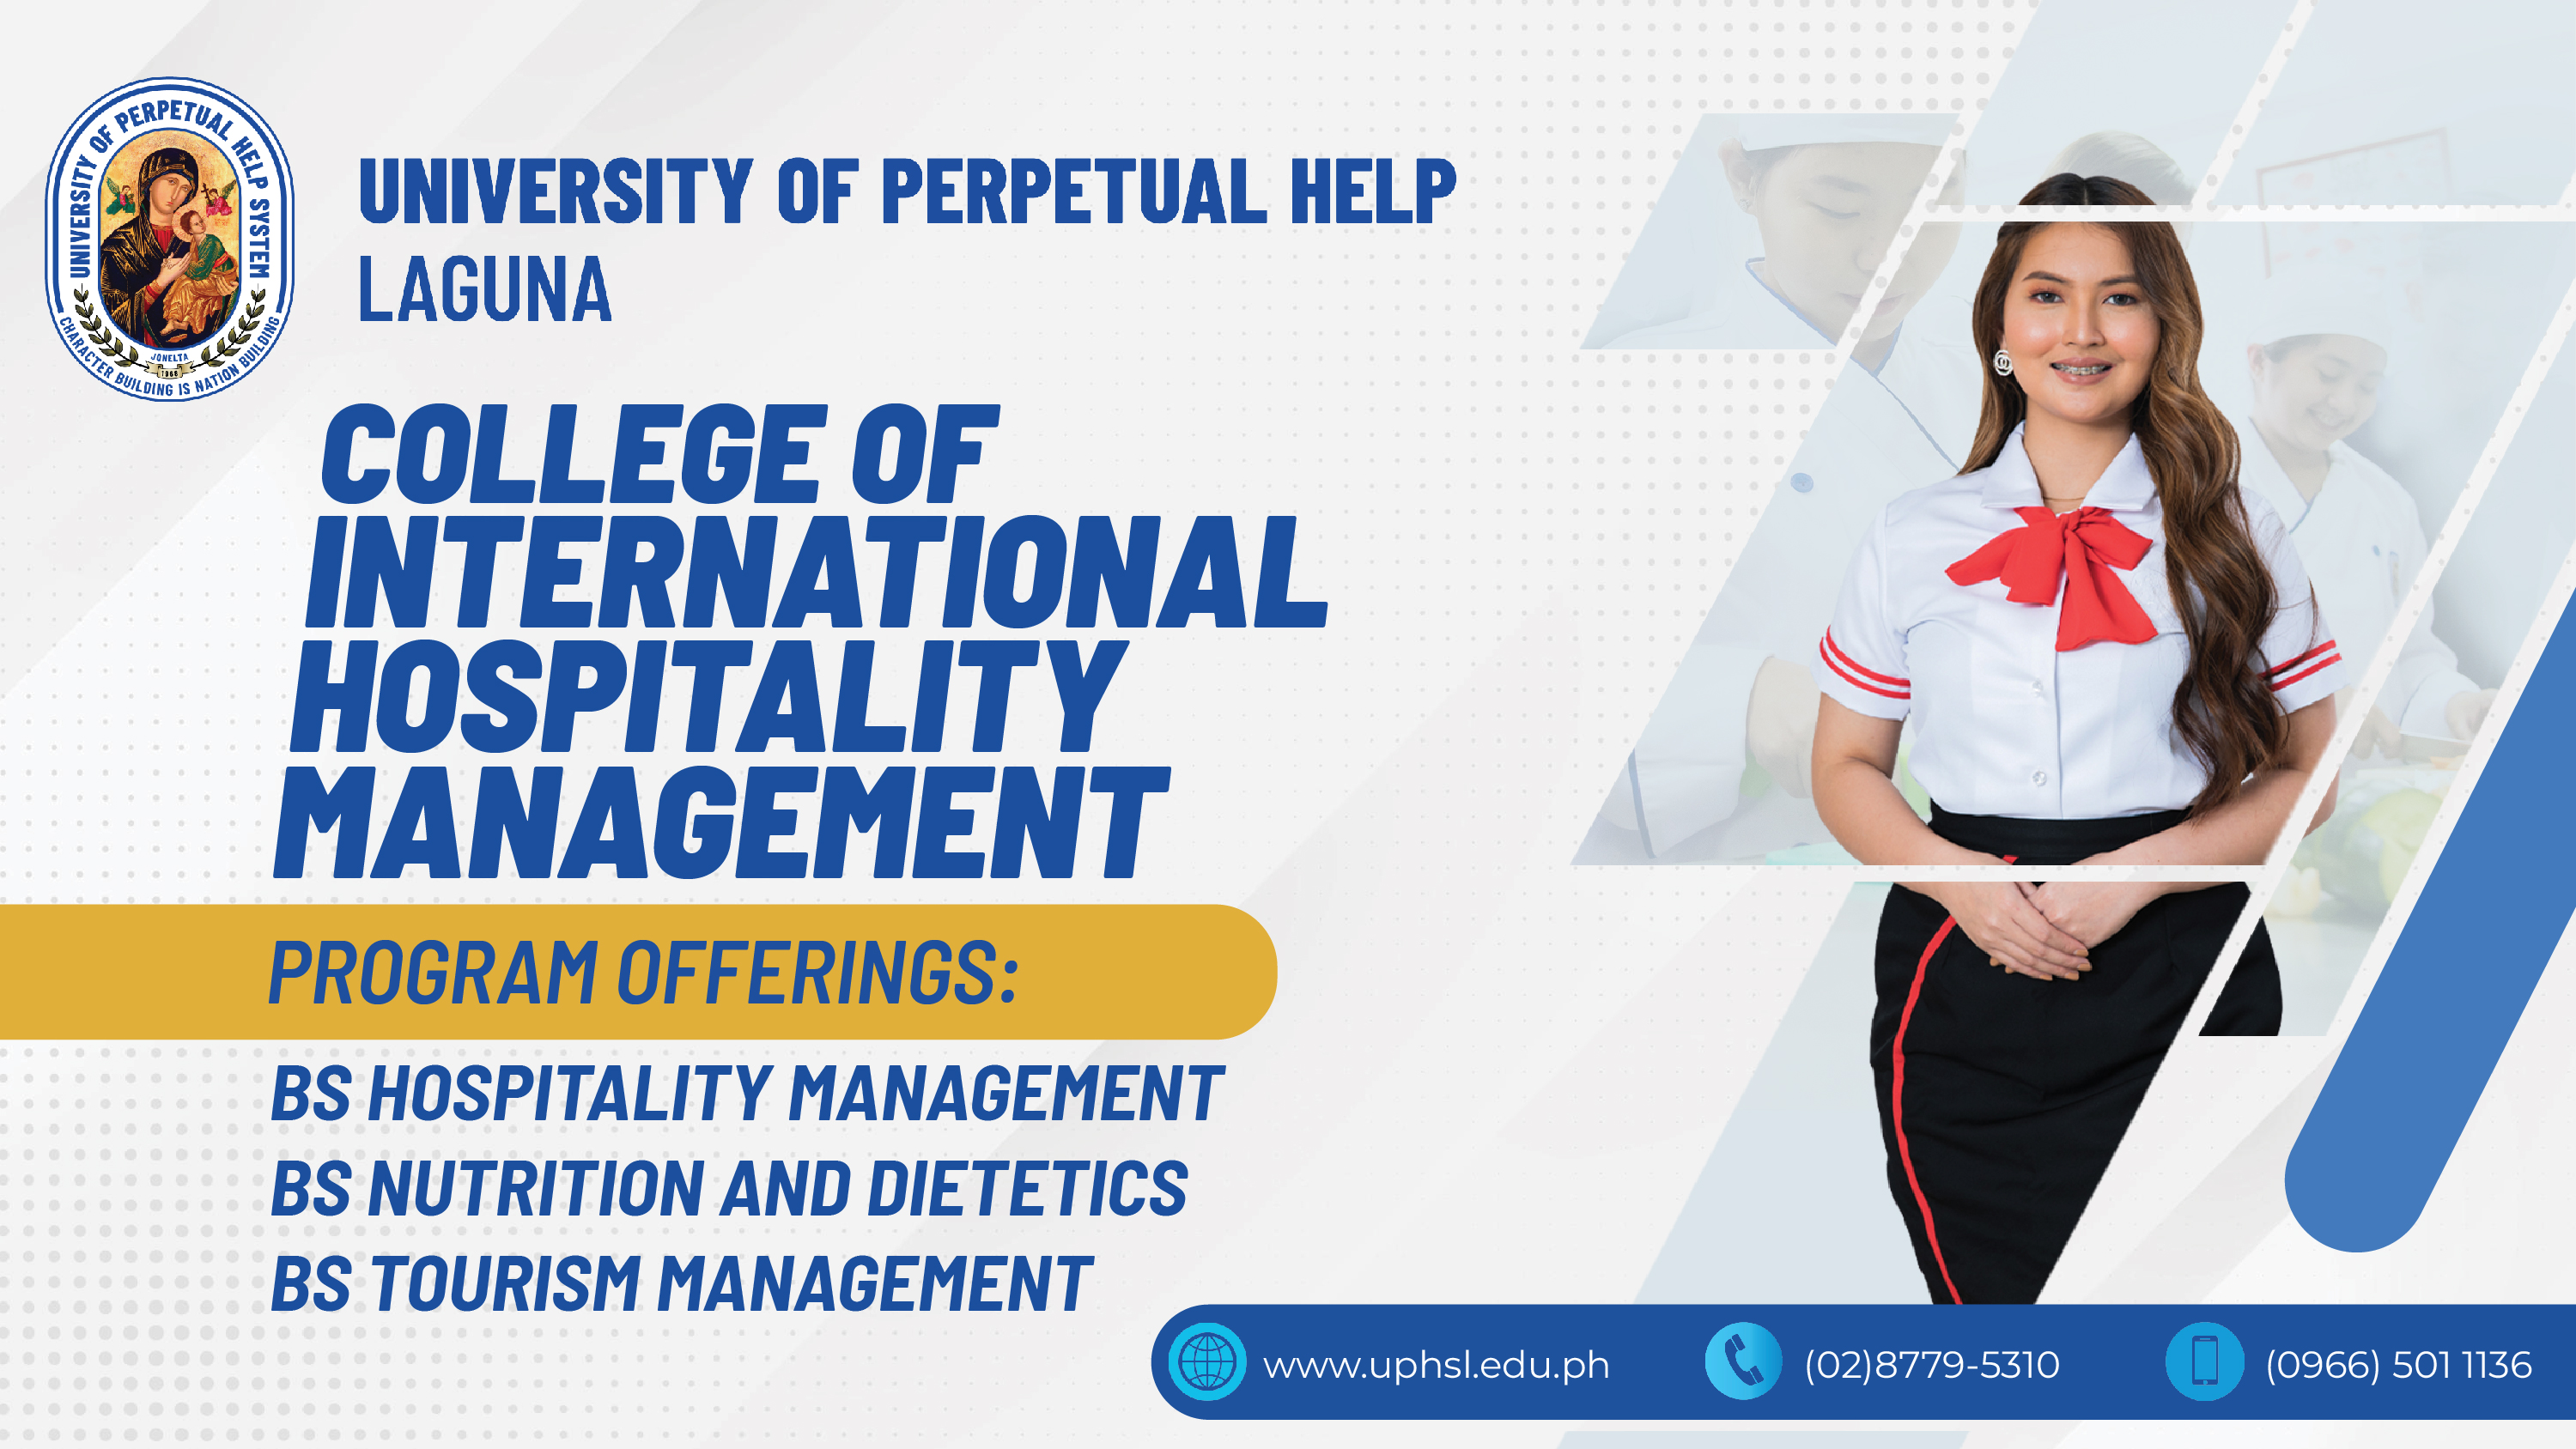 UNIVERSITY OF PERPETUAL HELP SYSTEM
JONELTA
1968
CHARACTER BUILDING IS NATION BUILDING
UNIVERSITY OF PERPETUAL HELP
LAGUNA
COLLEGE OF
INTERNATIONAL
HOSPITALITY
MANAGEMENT
PROGRAM OFFERINGS:
BS HOSPITALITY MANAGEMENT
BS NUTRITION AND DIETETICS
BS TOURISM MANAGEMENT
www.uphsl.edu.ph
(02)8779-5310
(0966) 501 1136